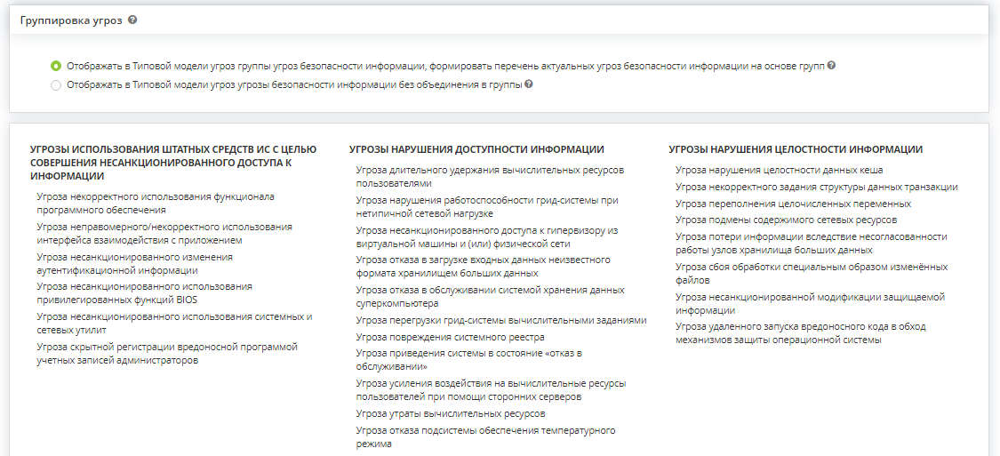 Группировка угроз
Отображать в Типовой модели угроз группы угроз безопасности информации, формировать перечень актуальных угроз безопасности информации на основе групп
Отображать в Типовой модели угроз угрозы безопасности информации без объединения в группы
УГРОЗЫ ИСПОЛЬЗОВАНИЯ ШТАТНЫХ СРЕДСТВ ИС С ЦЕЛЬЮ
СОВЕРШЕНИЯ НЕСАНКЦИОНИРОВАННОГО ДОСТУПА К
ИНФОРМАЦИИ
Угроза некорректного использования функционала
программного обеспечения
Угроза неправомерного/некорректного использования
интерфейса взаимодействия с приложением
Угроза несанкционированного изменения
аутентификационной информации
Угроза несанкционированного использования
привилегированных функций BIOS
Угроза несанкционированного использования системных и
сетевых утилит
Угроза скрытной регистрации вредоносной программой
учетных записей администраторов
УГРОЗЫ НАРУШЕНИЯ ДОСТУПНОСТИ ИНФОРМАЦИИ
Угроза длительного удержания вычислительных ресурсов
пользователями
Угроза нарушения работоспособности грид-системы при
нетипичной сетевой нагрузке
Угроза несанкционированного доступа к гипервизору из
виртуальной машины и (или) физической сети
Угроза отказа в загрузке входных данных неизвестного
формата хранилищем больших данных
Угроза отказа в обслуживании системой хранения данных
суперкомпьютера
Угроза перегрузки грид-системы вычислительными заданиями
Угроза повреждения системного реестра
Угроза приведения системы в состояние «отказ в
обслуживании»
Угроза усиления воздействия на вычислительные ресурсы
пользователей при помощи сторонних серверов
Угроза утраты вычислительных ресурсов
Угроза отказа подсистемы обеспечения температурного
режима
УГРОЗЫ НАРУШЕНИЯ ЦЕЛОСТНОСТИ ИНФОРМАЦИИ
Угроза нарушения целостности данных кеша
Угроза некорректного задания структуры данных транзакции
Угроза переполнения целочисленных переменных
Угроза подмены содержимого сетевых ресурсов
Угроза потери информации вследствие несогласованности
работы узлов хранилища больших данных
Угроза сбоя обработки специальным образом изменённых
файлов
Угроза несанкционированной модификации защищаемой
информации
Угроза удаленного запуска вредоносного кода в обход
механизмов защиты операционной системы